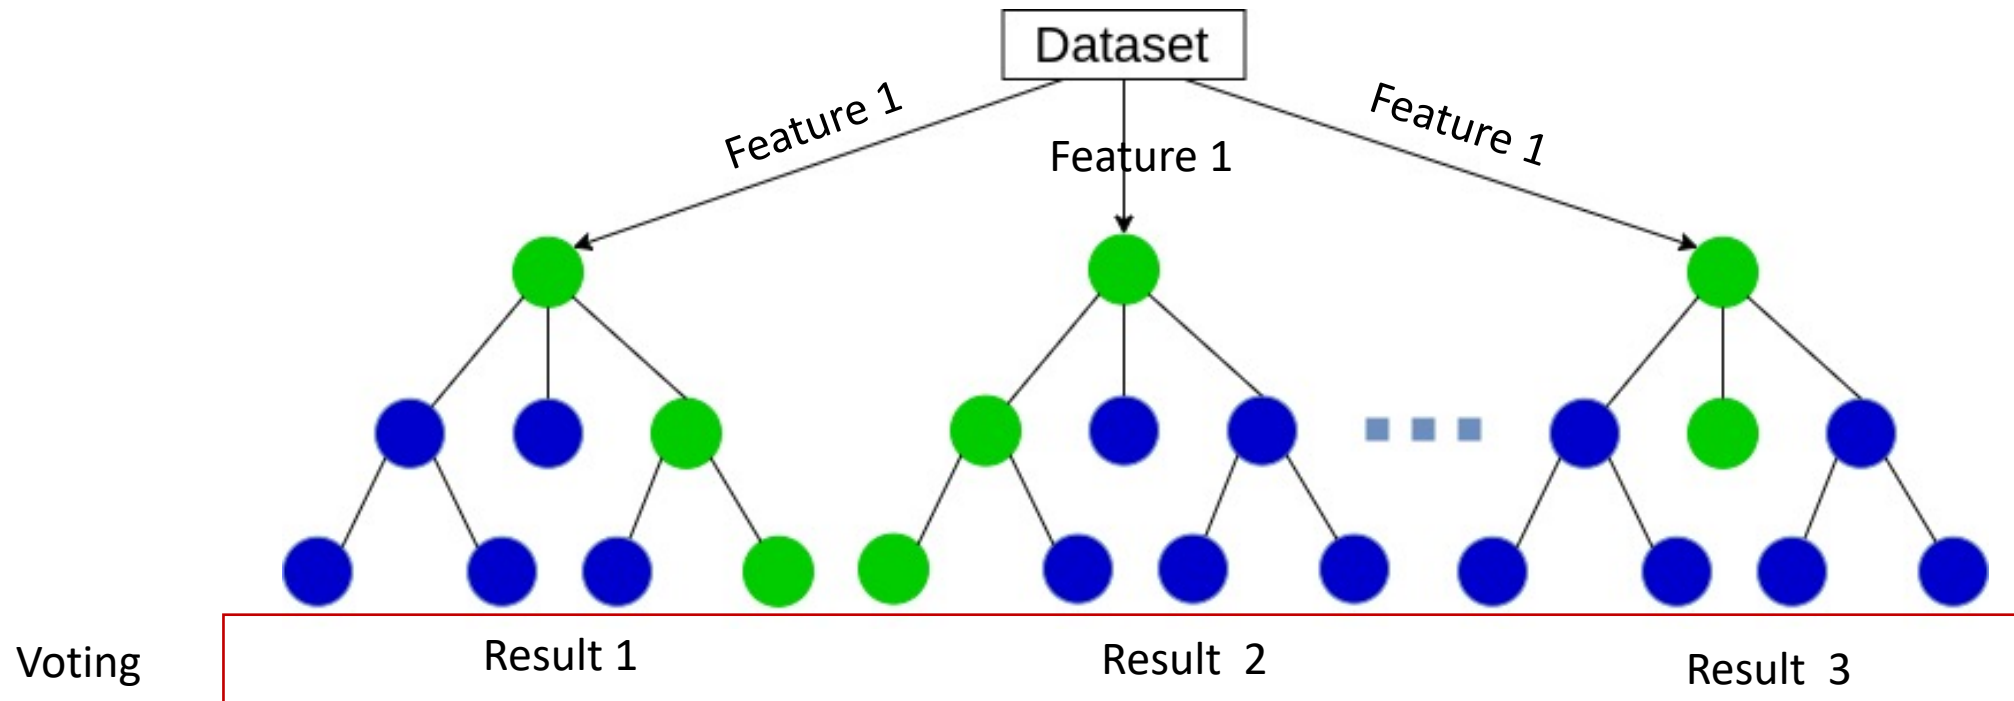 Dataset
Feature 1
Feature 1
Feature 1
Voting
Result 1
Result  2
Result  3